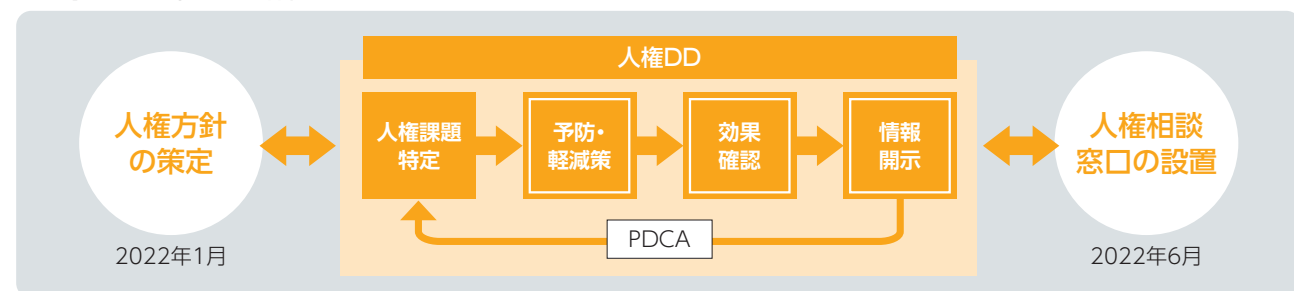 人権DD
人権方針
の策定
2022年1月
人権課題
特定
予防・
軽減策
効果
確認
情報
開示
PDCA
人権相談
窓口の設置
2022年6月